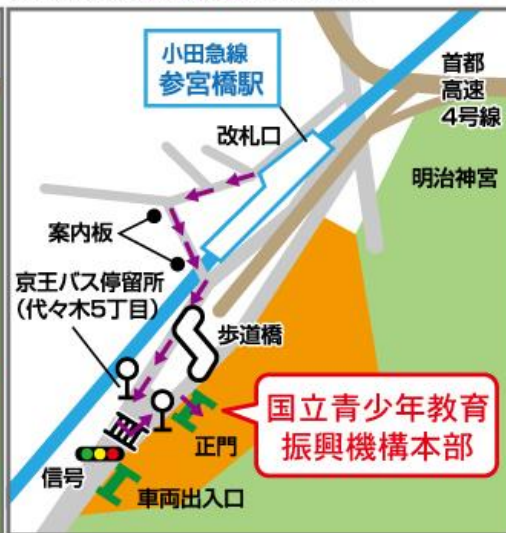 小田急線
参宮橋駅
首都
高速
4号線
改札口
明治神宮
案内板
京王バス停留所
(代々木5丁目)
歩道橋
国立青少年教育
振興機構本部
正門
信号
車両出入口